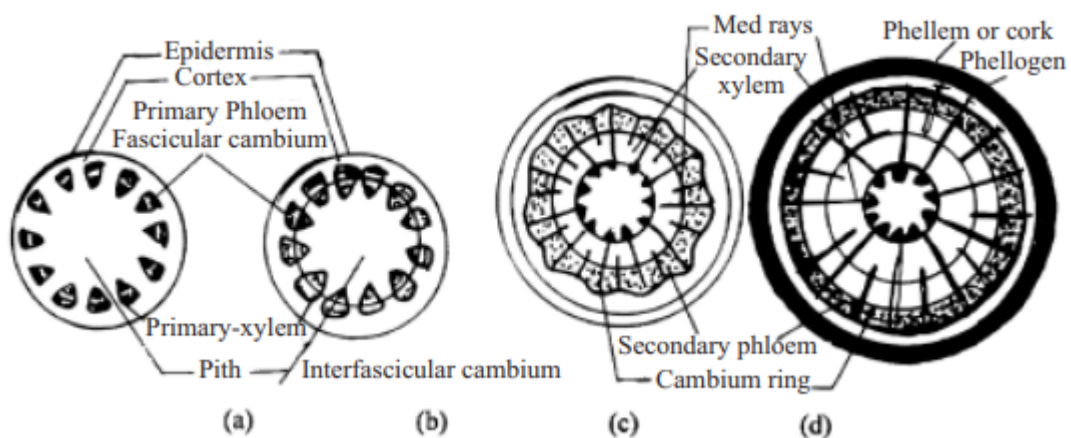 Epidermis
Cortex
Primary Phloem
Fascicular cambium
Primary-xylem
Pith
Interfascicular cambium
(a)
(b)
Med rays
Secondary
xylem
Phellem or cork
Phellogen
Secondary phloem
Cambium ring
(c)
(d)